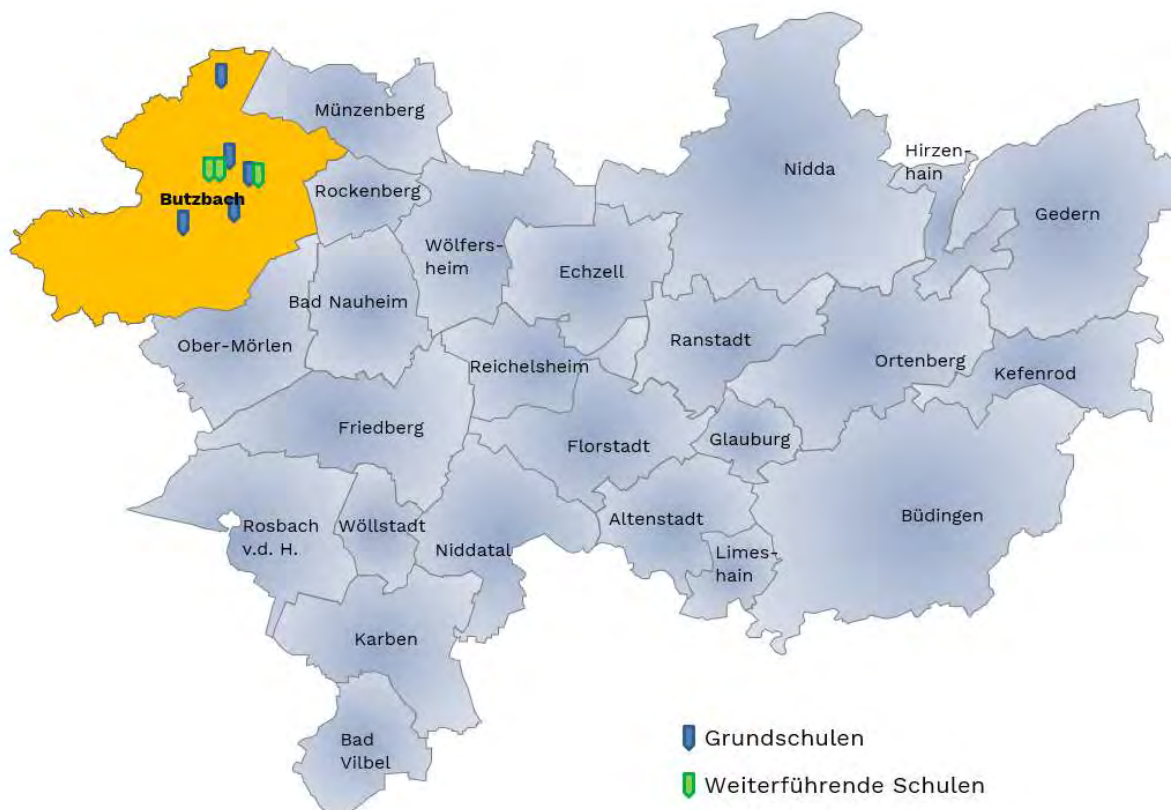 Münzenberg
Hirzen-
hain
Nidda
Rockenberg
Butzbach
Gedern
Wölfers-
heim
Echzell
Bad Nauheim
Ober-Mörlen
Ranstadt
Reichelsheim
Ortenberg
Kefenrod
Friedberg
Florstadt
Glauburg
Rosbach
v.d. H.
Wöllstadt
Niddatal
Altenstadt
Büdingen
Limes-
hain
Karben
Bad
Vilbel
Grundschulen
Weiterführende Schulen